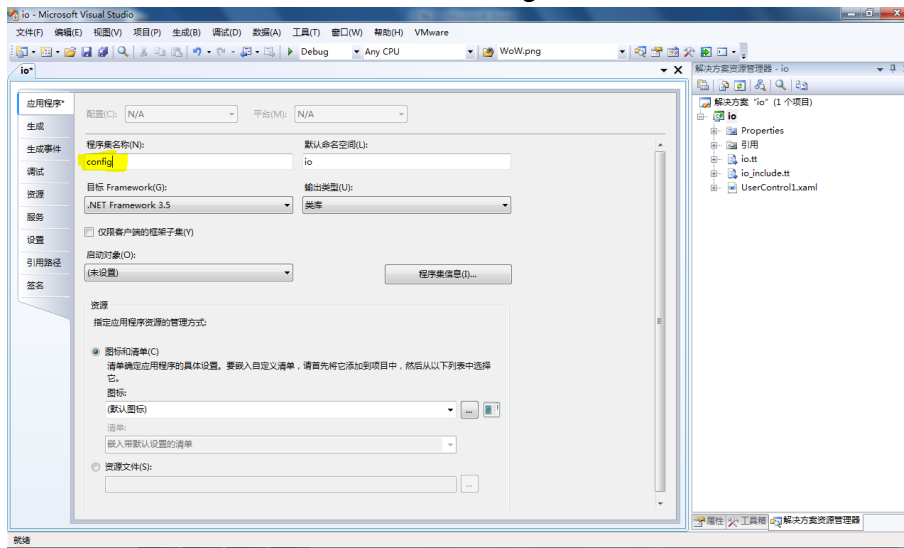 io - Microsoft Visual Studio
文件(F) 编辑(E) 视图(V) 项目(P) 生成(B) 调试(D) 数据(A) 工具(T) 窗口(W) 帮助(H) VMware
Debug Any CPU WoW.png
io*
解决方案资源管理器 - io
应用程序*
生成
生成事件
调试
资源
服务
设置
引用路径
签名
配置(C): N/A 平台(M): N/A
程序集名称(N): 默认命名空间(L):
config io
目标 Framework(G): 输出类型(U):
.NET Framework 3.5 类库
仅限客户端的框架子集(Y)
启动对象(O):
(未设置) 程序集信息(I)...
资源
指定应用程序资源的管理方式:
图标和清单(C)
清单确定应用程序的具体设置。要嵌入自定义清单，请首先将它添加到项目中，然后从以下列表中选择
它。
图标:
(默认图标) ...
清单:
嵌入带默认设置的清单
资源文件(S):
...
解决方案 "io" (1 个项目)
io
Properties
引用
io.tt
io_include.tt
UserControl1.xaml
属性 工具箱 解决方案资源管理器
就绪